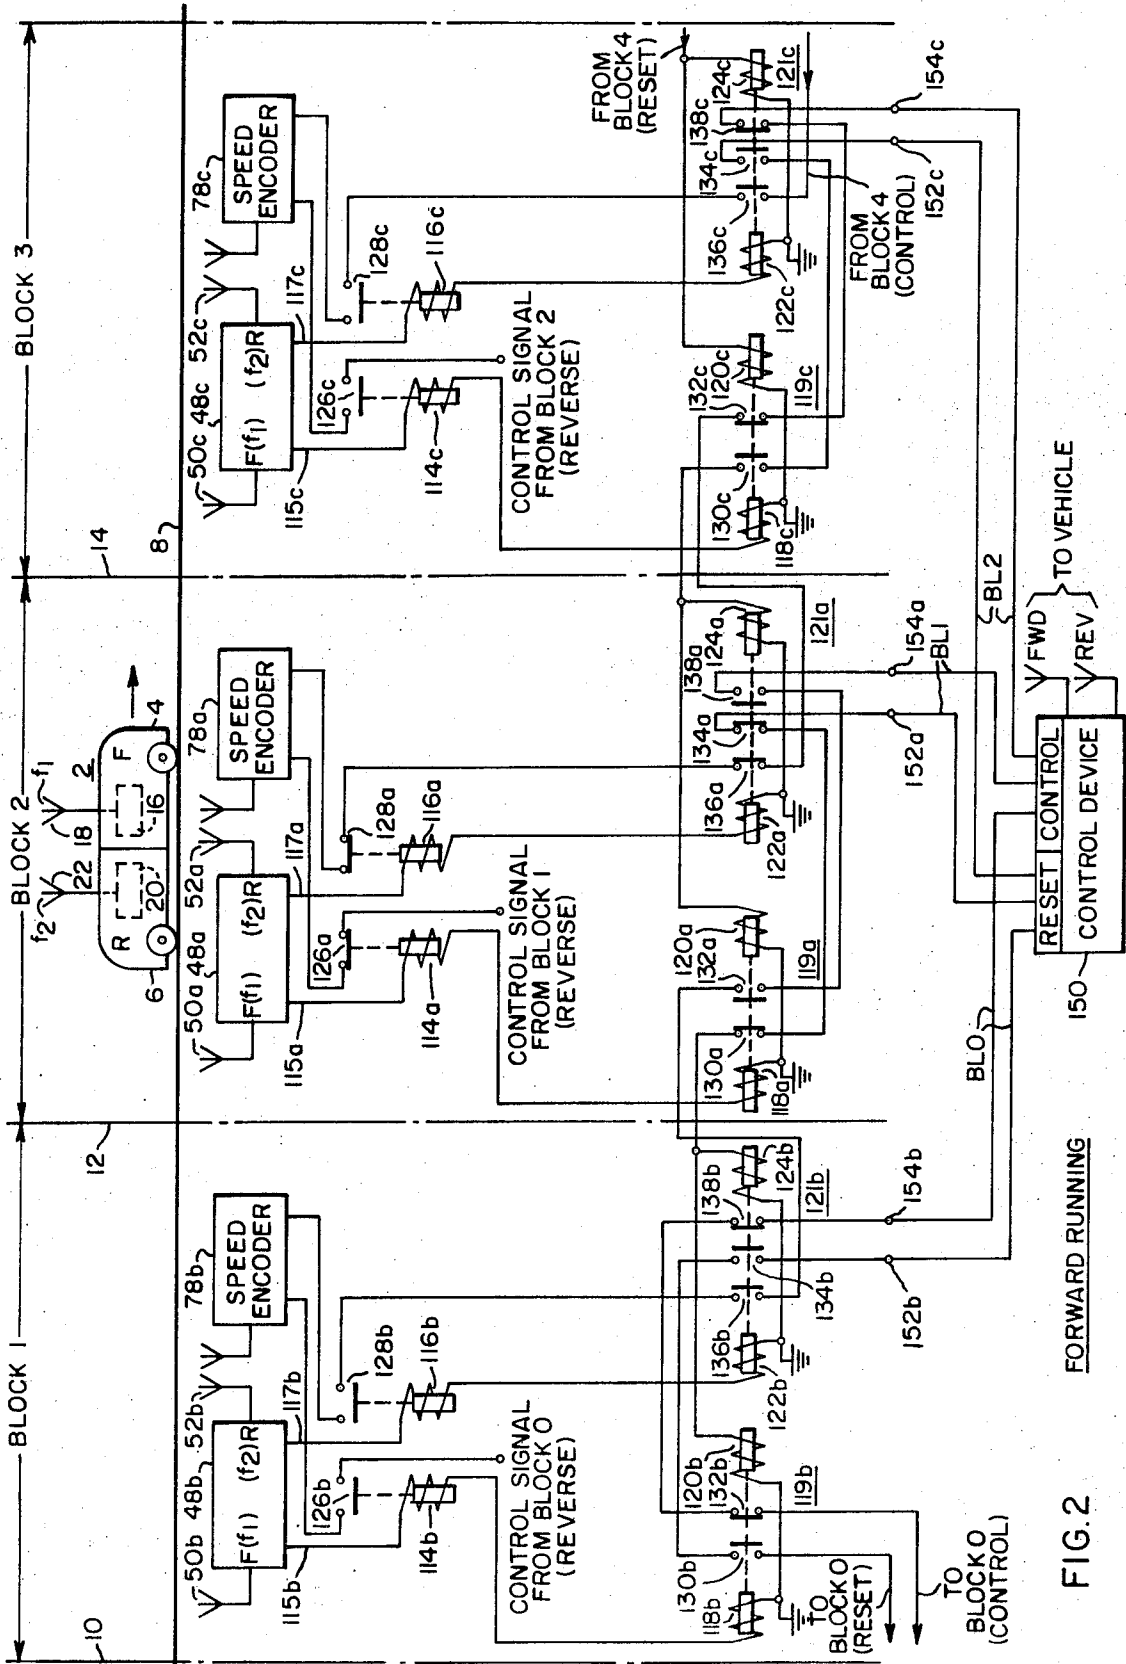 BLOCK 1
BLOCK 2
BLOCK 3
10
12
14
8
f2
22
18
f1
R
20
16
2
F
6
4
50b
48b
52b
78b
F(f1)
(f2)R
SPEED
ENCODER
115b
117b
126b
128b
114b
116b
CONTROL SIGNAL
FROM BLOCK 0
(REVERSE)
50a
48a
52a
78a
F(f1)
(f2)R
SPEED
ENCODER
115a
117a
126a
128a
114a
116a
CONTROL SIGNAL
FROM BLOCK 1
(REVERSE)
50c
48c
52c
78c
F(f1)
(f2)R
SPEED
ENCODER
115c
117c
126c
128c
114c
116c
CONTROL SIGNAL
FROM BLOCK 2
(REVERSE)
FROM
BLOCK 4
(RESET)
118b
130b
132b
120b
119b
122b
136b
134b
138b
124b
121b
118a
130a
132a
120a
119a
122a
136a
134a
138a
124a
121a
118c
130c
132c
120c
119c
122c
136c
134c
138c
124c
121c
TO
BLOCK 0
(RESET)
TO
BLOCK 0
(CONTROL)
152b
154b
152a
154a
BL1
FROM
BLOCK 4
(CONTROL)
152c
154c
BL0
BL2
RESET
CONTROL
CONTROL DEVICE
150
FWD
REV
TO VEHICLE
FORWARD RUNNING
FIG. 2